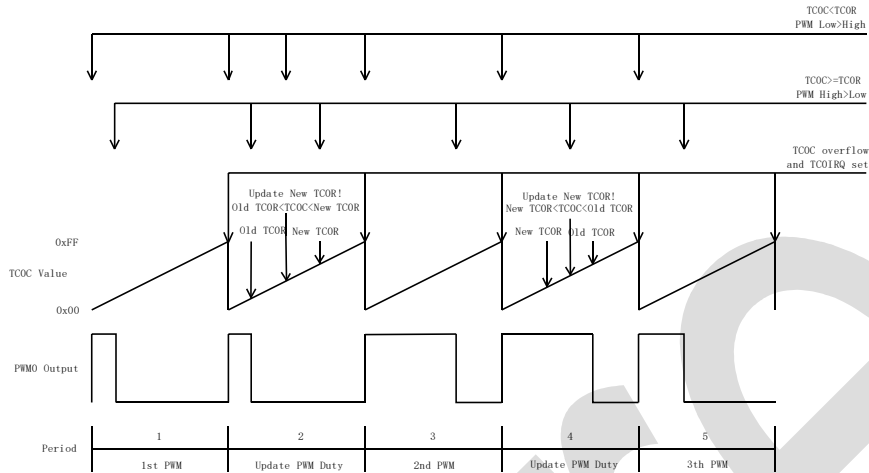 TCOC<TCOR
PWM Low>High
TCOC>=TCOR
PWM High>Low
TCOC overflow
and TCOIRQ set
Update New TCOR!
Old TCOR<TCOC<New TCOR
Old TCOR New TCOR
Update New TCOR!
New TCOR<TCOC<Old TCOR
New TCOR Old TCOR
0xFF
TCOC Value
0x00
PWMO Output
Period
1 2 3 4 5
1st PWM Update PWM Duty 2nd PWM Update PWM Duty 3th PWM